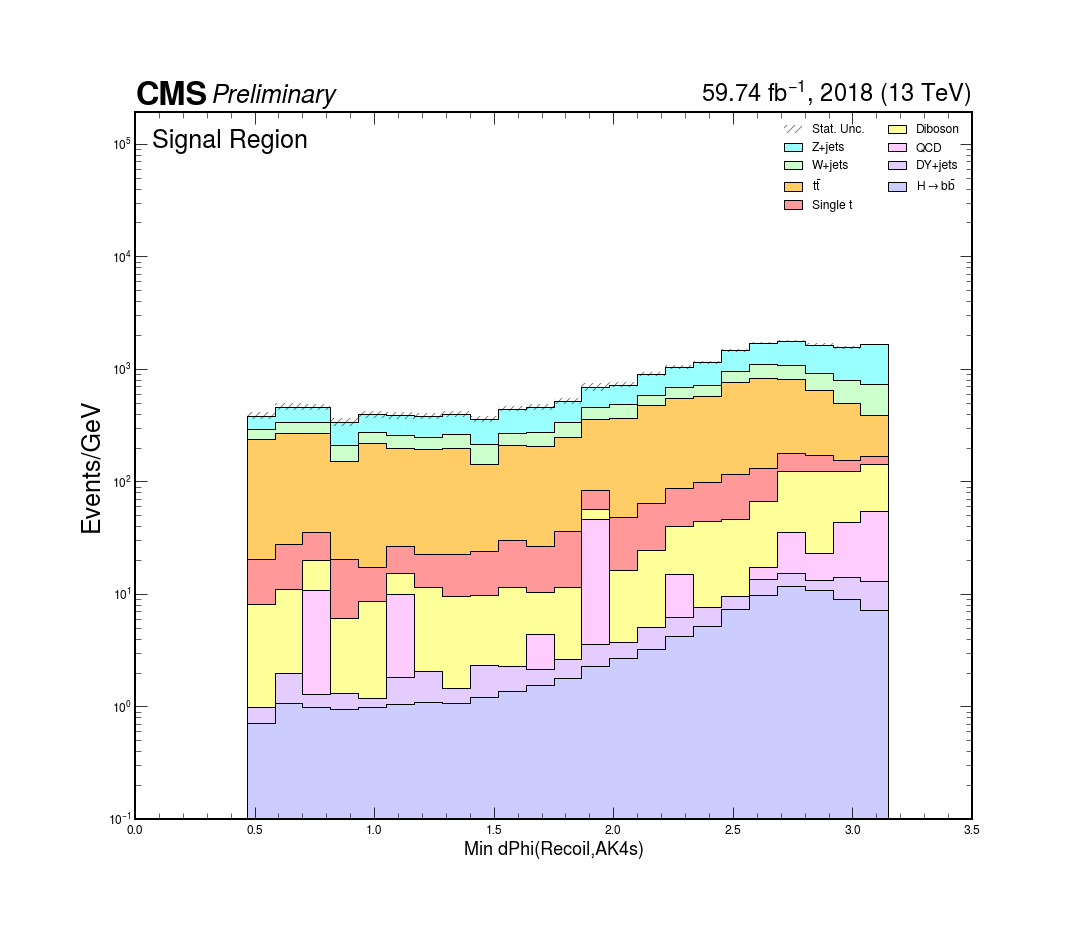 CMS Preliminary
59.74 fb⁻¹, 2018 (13 TeV)
Signal Region
Stat. Unc.
Z+jets
W+jets
tt̄
Single t
Diboson
QCD
DY+jets
H→bb̄
Events/GeV
10⁵
10⁴
10³
10²
10¹
10⁰
10⁻¹
0.0 0.5 1.0 1.5 2.0 2.5 3.0 3.5
Min dPhi(Recoil,AK4s)